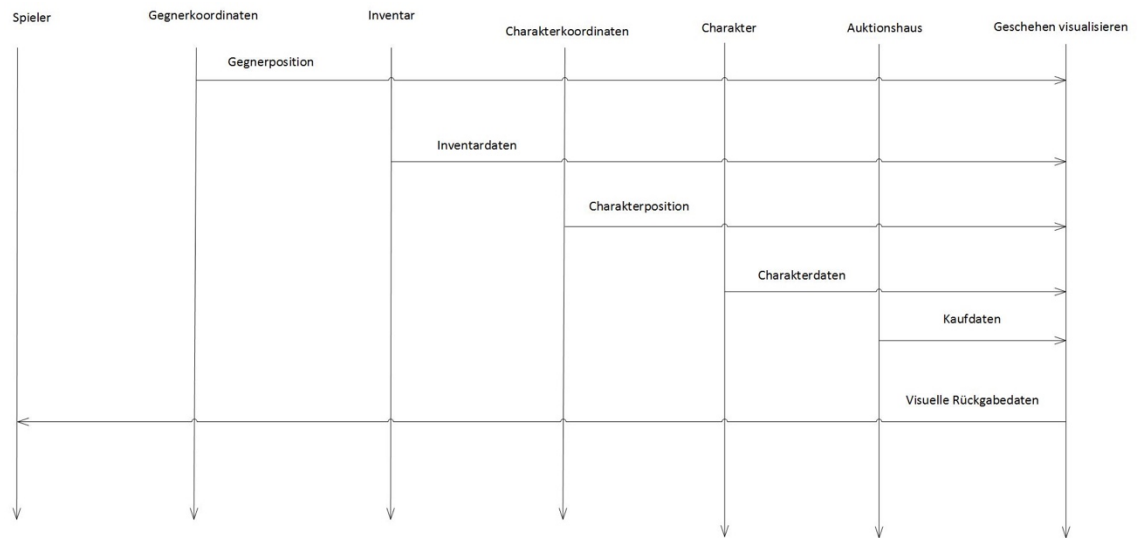 Spieler
Gegnerkoordinaten
Inventar
Charakterkoordinaten
Charakter
Auktionshaus
Geschehen visualisieren
Gegnerposition
Inventardaten
Charakterposition
Charakterdaten
Kaufdaten
Visuelle Rückgabedaten